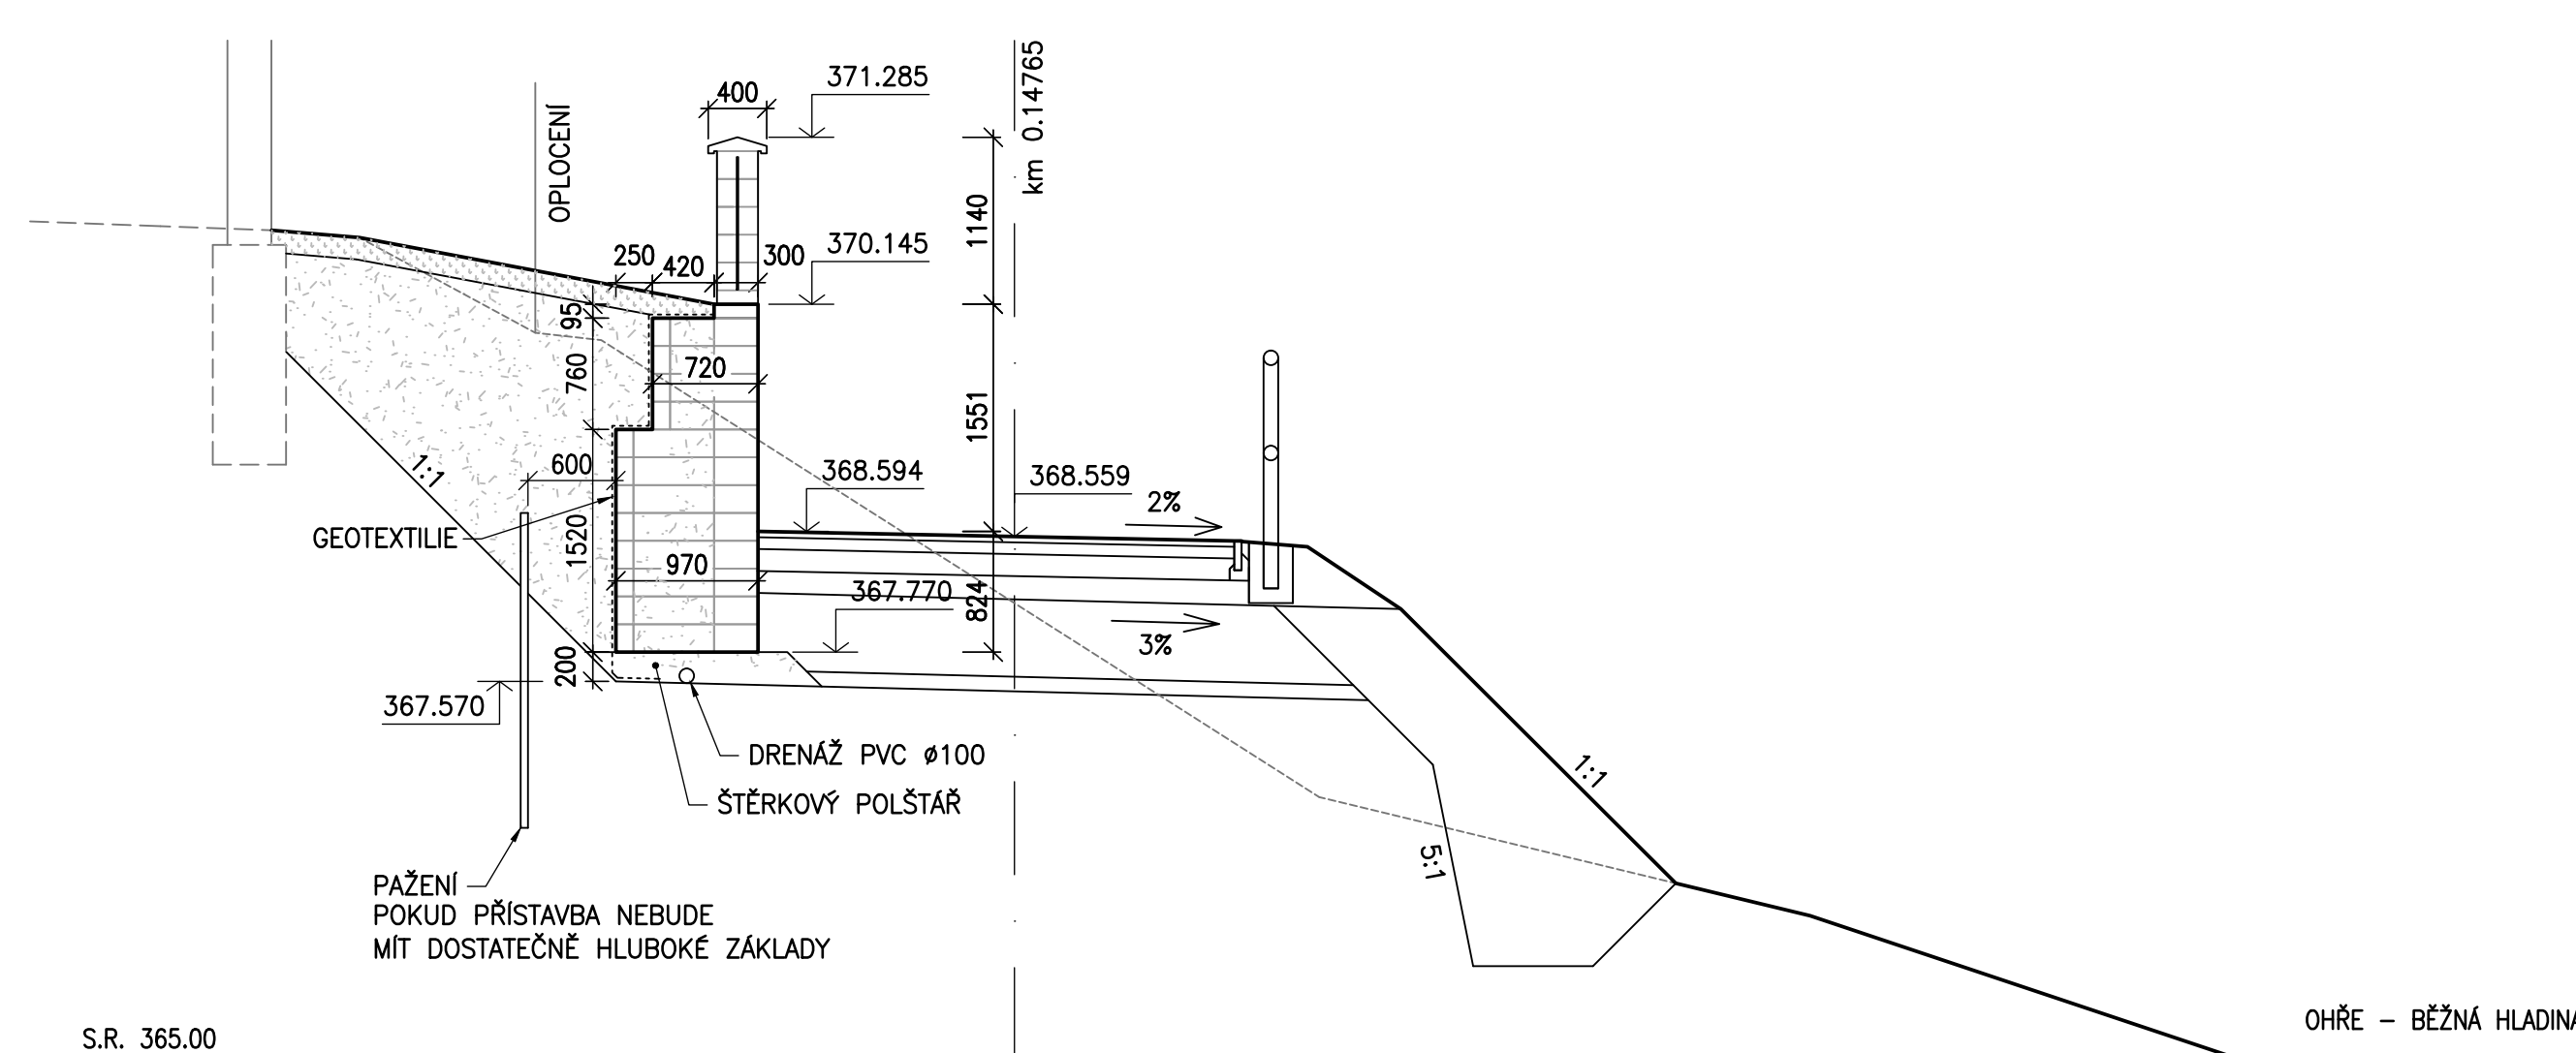 km 0.14765
371.285
400
OPLOCENÍ
1140
370.145
250
420
300
95
760
720
1551
1:1
600
368.594
368.559
2%
GEOTEXTILIE
1520
970
367.770
824
3%
200
367.570
DRENÁŽ PVC ø100
ŠTĚRKOVÝ POLŠTÁŘ
1:1
5:1
PAŽENÍ
POKUD PŘÍSTAVBA NEBUDE
MÍT DOSTATEČNĚ HLUBOKÉ ZÁKLADY
OHŘE – BĚŽNÁ HLADINA
S.R. 365.00